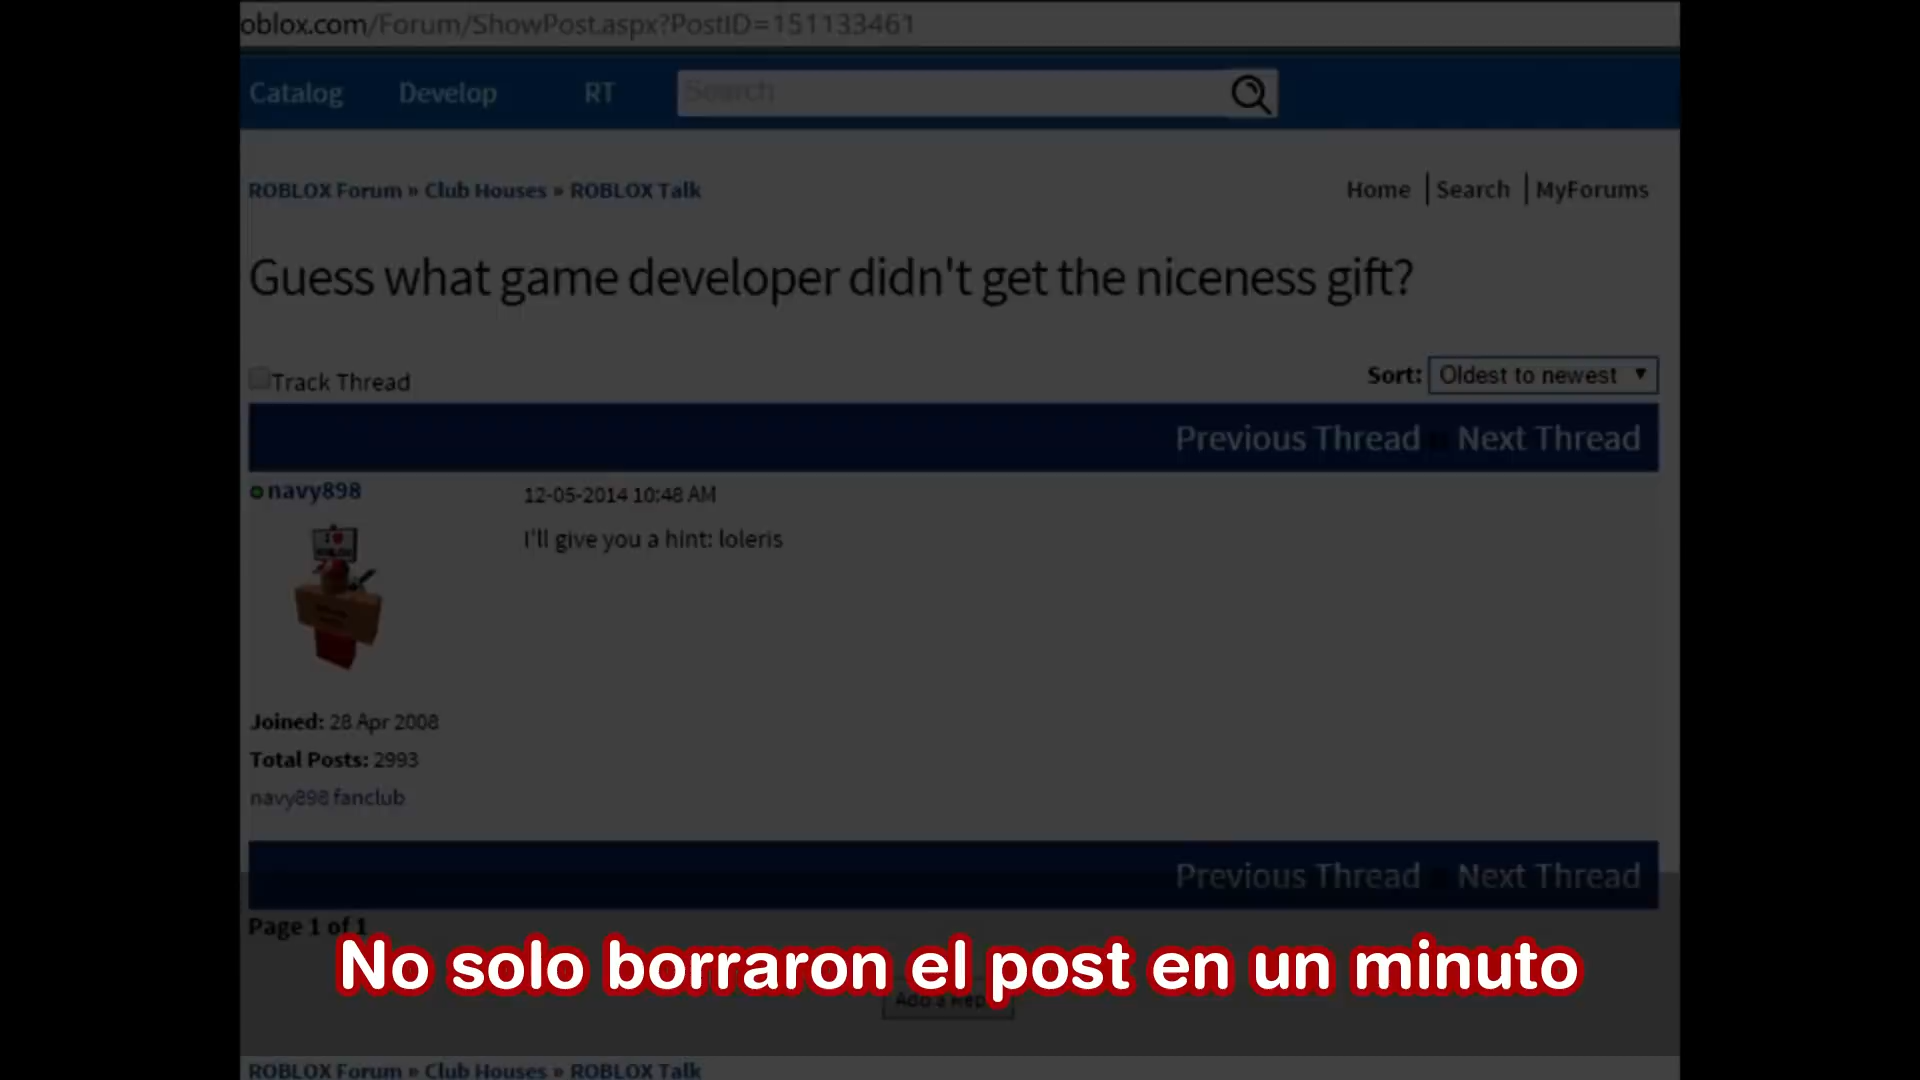 oblox.com/Forum/ShowPost.aspx?PostID=151133461
Catalog Develop RT Search
ROBLOX Forum » Club Houses » ROBLOX Talk
Home Search MyForums
Guess what game developer didn't get the niceness gift?
Track Thread
Sort: Oldest to newest
Previous Thread Next Thread
navy898
12-05-2014 10:48 AM
I'll give you a hint: loleris
Joined: 28 Apr 2008
Total Posts: 2993
navy898 fanclub
Previous Thread Next Thread
Page 1 of 1
No solo borraron el post en un minuto
Add a
ROBLOX Forum » Club Houses » ROBLOX Talk